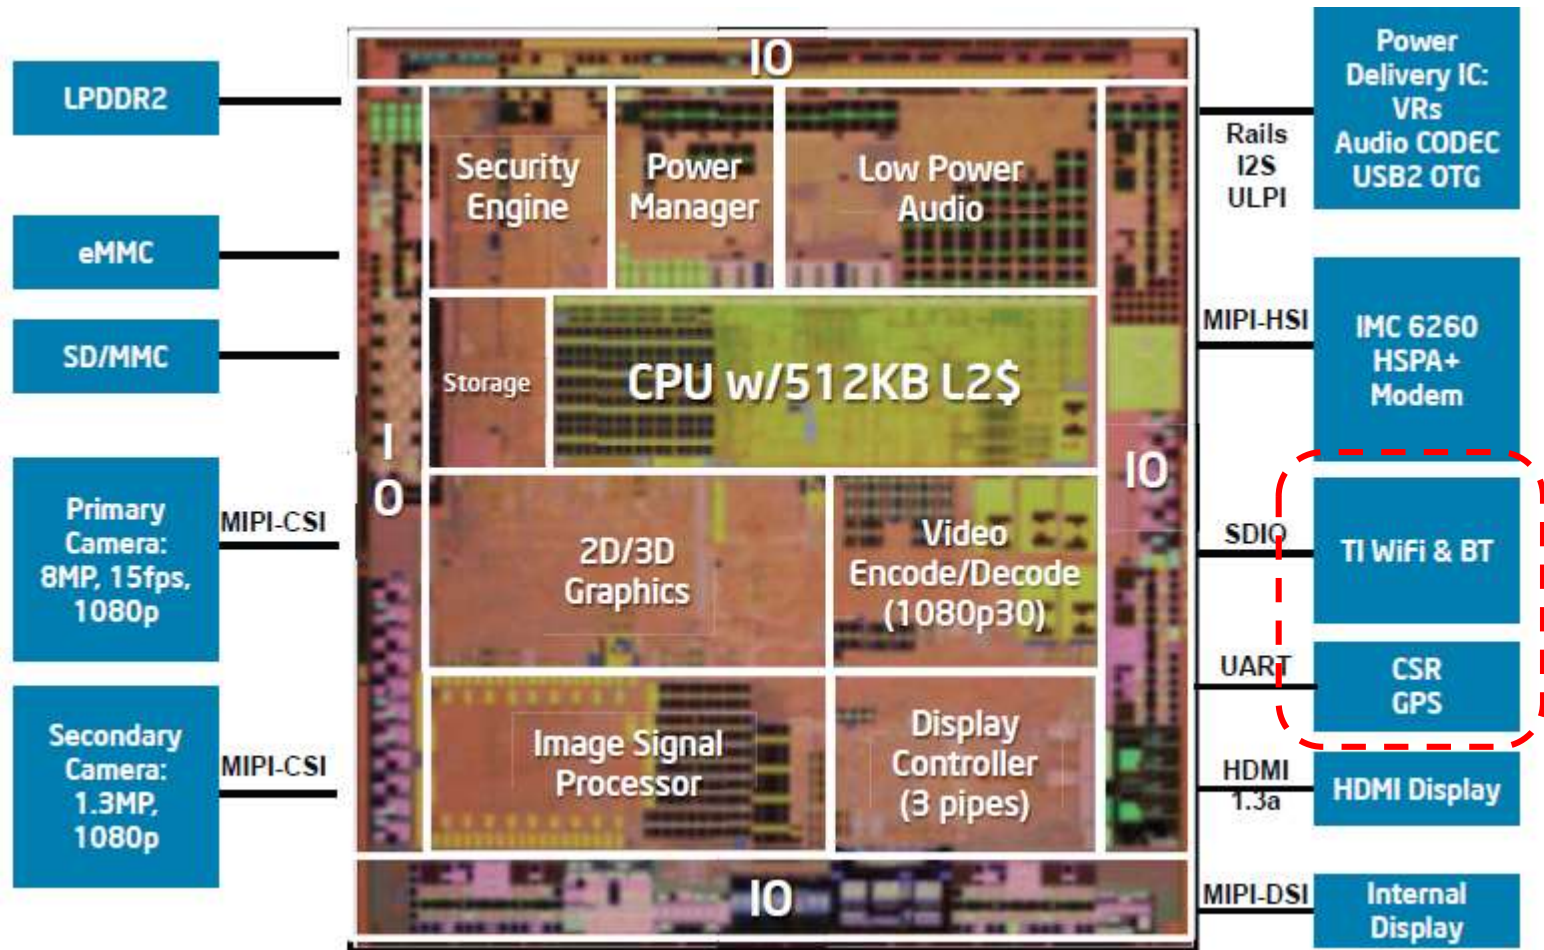 IO
LPDDR2
eMMC
SD/MMC
Primary
Camera:
8MP, 15fps,
1080p
MIPI-CSI
Secondary
Camera:
1.3MP,
1080p
MIPI-CSI
I
O
Security
Engine
Power
Manager
Low Power
Audio
Storage
CPU w/512KB L2$
2D/3D
Graphics
Video
Encode/Decode
(1080p30)
Image Signal
Processor
Display
Controller
(3 pipes)
IO
IO
Rails
I2S
ULPI
Power
Delivery IC:
VRs
Audio CODEC
USB2 OTG
MIPI-HSI
IMC 6260
HSPA+
Modem
SDIO
TI WiFi & BT
UART
CSR
GPS
HDMI
1.3a
HDMI Display
MIPI-DSI
Internal
Display